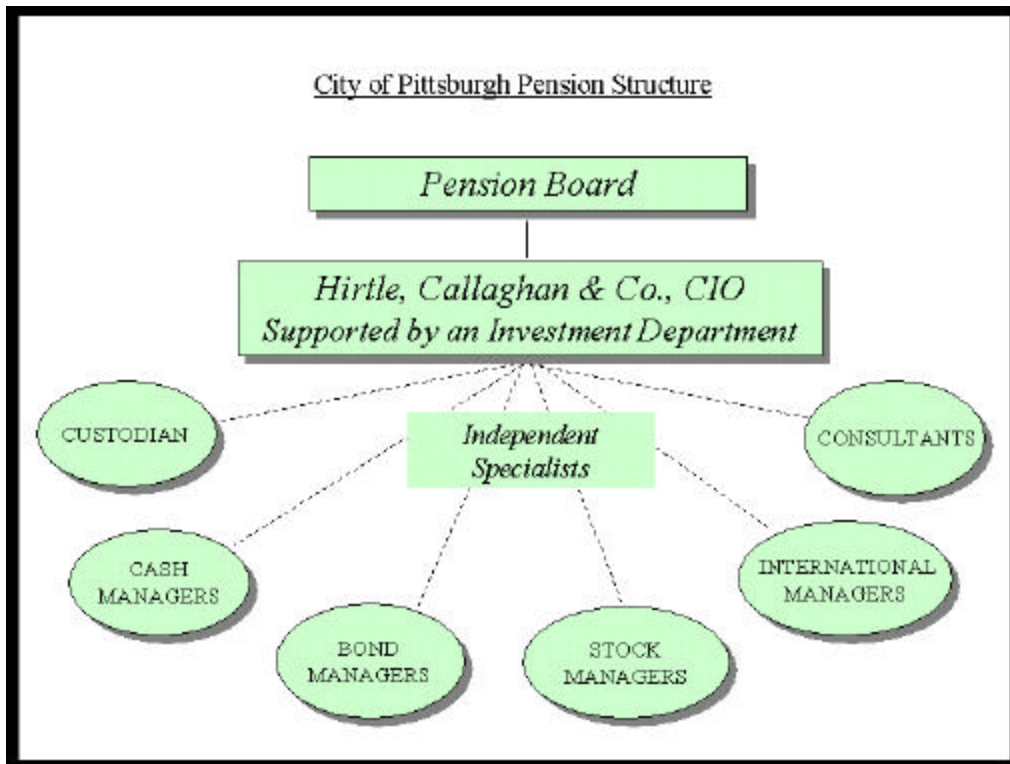 City of Pittsburgh Pension Structure
Pension Board
Hirtle, Callaghan & Co., CIO
Supported by an Investment Department
CUSTODIAN
Independent
Specialists
CONSULTANTS
CASH
MANAGERS
INTERNATIONAL
MANAGERS
BOND
MANAGERS
STOCK
MANAGERS